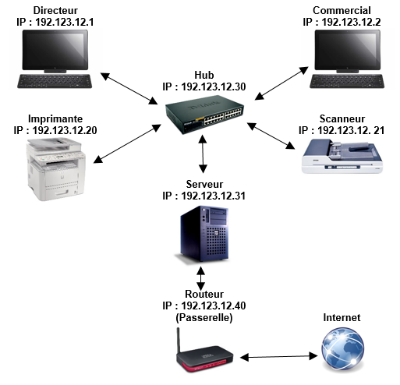 Directeur
IP : 192.123.12.1
Commercial
IP : 192.123.12.2
Hub
IP : 192.123.12.30
Imprimante
IP : 192.123.12.20
Scanneur
IP : 192.123.12. 21
Serveur
IP : 192.123.12.31
Routeur
IP : 192.123.12.40
(Passerelle)
Internet